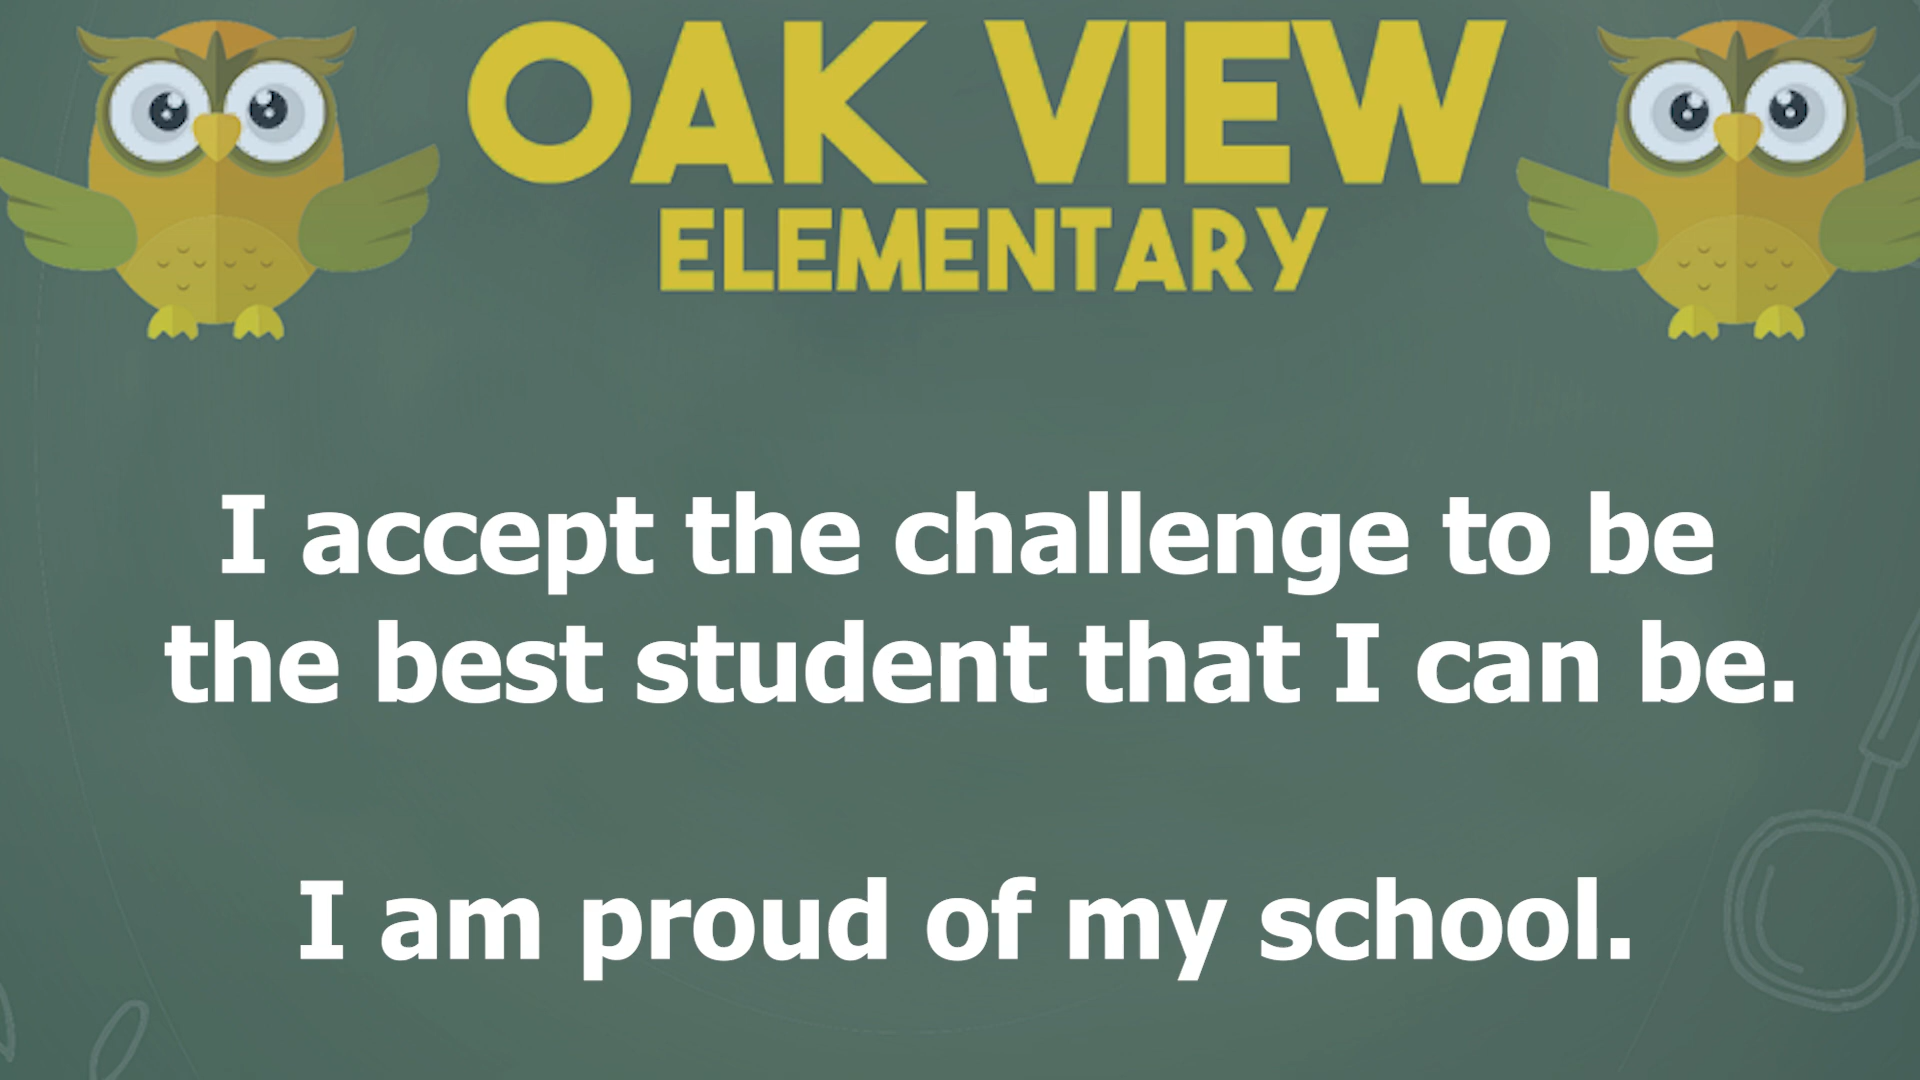 OAK VIEW
ELEMENTARY
I accept the challenge to be
the best student that I can be.
I am proud of my school.